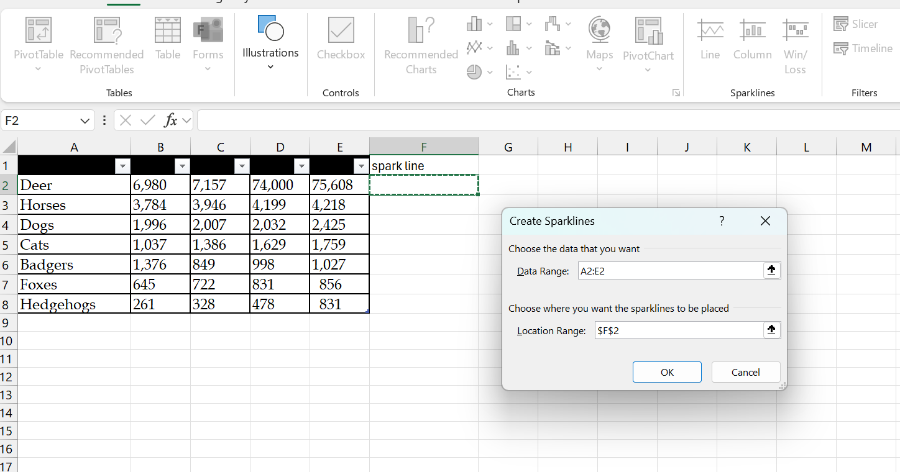 PivotTable Recommended PivotTables Table Forms Illustrations Checkbox Recommended Charts Maps PivotChart Line Column Win/ Loss Slicer Timeline
Tables Controls Charts Sparklines Filters
F2 fx
A B C D E F G H I J K L M
1 spark line
2 Deer 6,980 7,157 74,000 75,608
3 Horses 3,784 3,946 4,199 4,218
4 Dogs 1,996 2,007 2,032 2,425
5 Cats 1,037 1,386 1,629 1,759
6 Badgers 1,376 849 998 1,027
7 Foxes 645 722 831 856
8 Hedgehogs 261 328 478 831
9
10
11
12
13
14
15
16
17
Create Sparklines ? X
Choose the data that you want
Data Range: A2:E2
Choose where you want the sparklines to be placed
Location Range: $F$2
OK Cancel